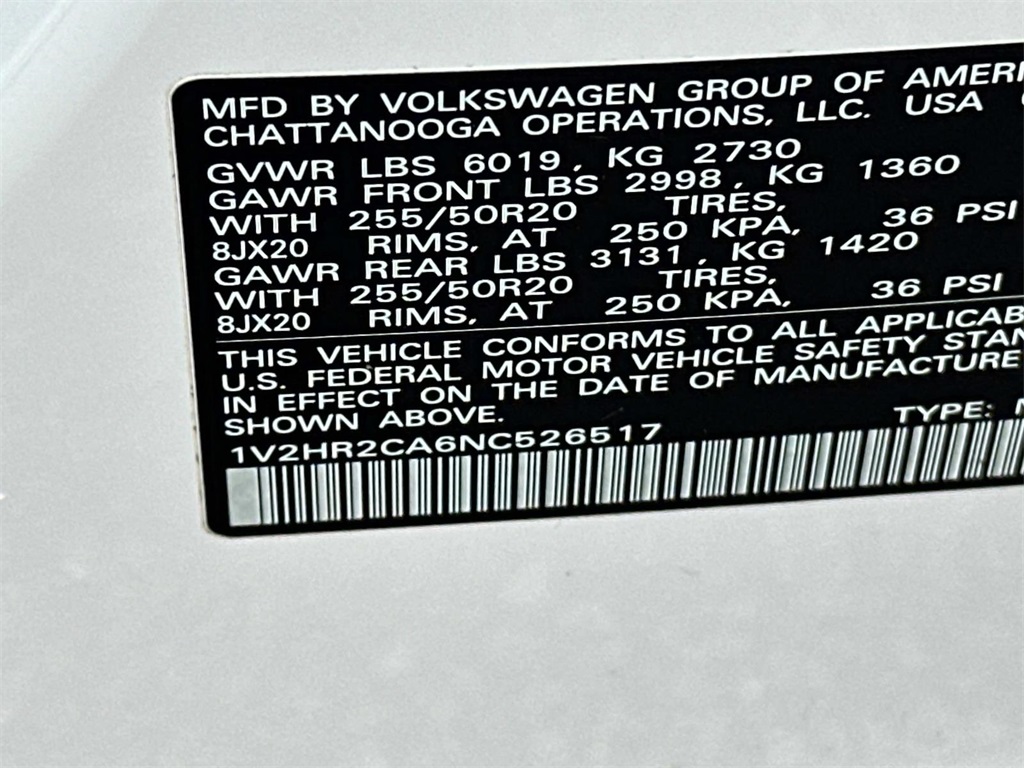 MFD BY VOLKSWAGEN GROUP OF AMERI
CHATTANOOGA OPERATIONS, LLC. USA
GVWR LBS 6019, KG 2730
GAWR FRONT LBS 2998, KG 1360
WITH 255/50R20 TIRES,
8JX20 RIMS, AT 250 KPA, 36 PSI
GAWR REAR LBS 3131, KG 1420
WITH 255/50R20 TIRES,
8JX20 RIMS, AT 250 KPA, 36 PSI
THIS VEHICLE CONFORMS TO ALL APPLICAB
U.S. FEDERAL MOTOR VEHICLE SAFETY STAN
IN EFFECT ON THE DATE OF MANUFACTURE
SHOWN ABOVE.
1V2HR2CA6NC526517 TYPE: